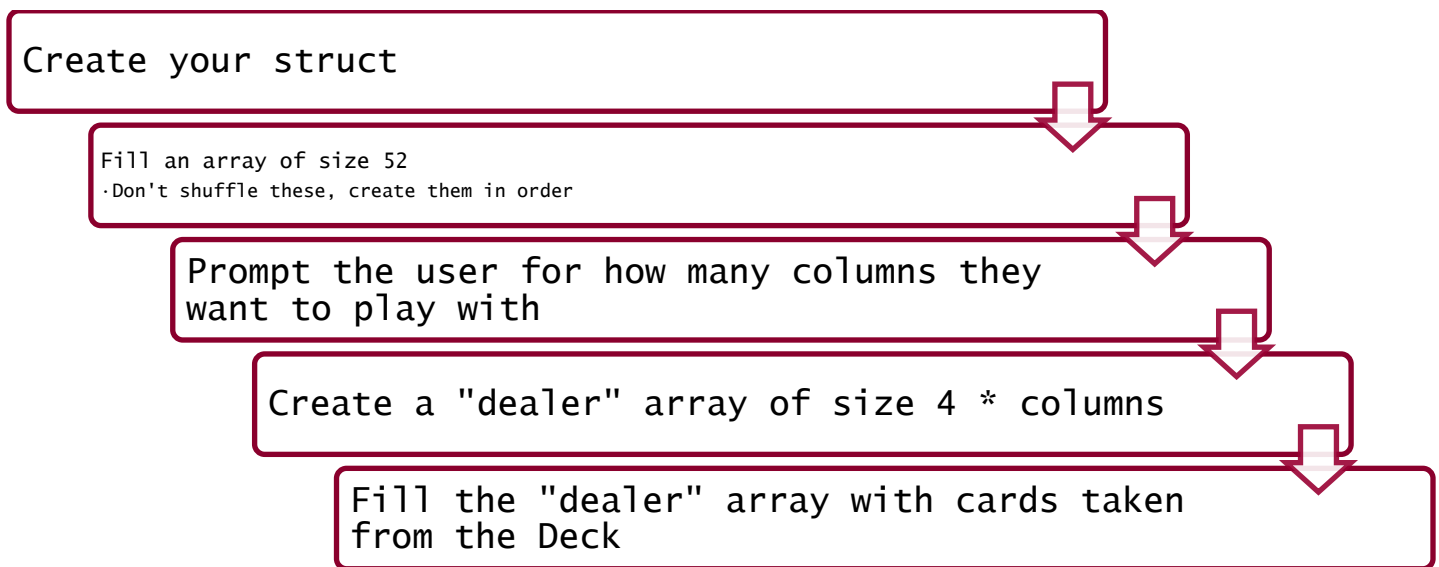 Create your struct
Fill an array of size 52
·Don't shuffle these, create them in order
Prompt the user for how many columns they
want to play with
Create a "dealer" array of size 4 * columns
Fill the "dealer" array with cards taken
from the Deck